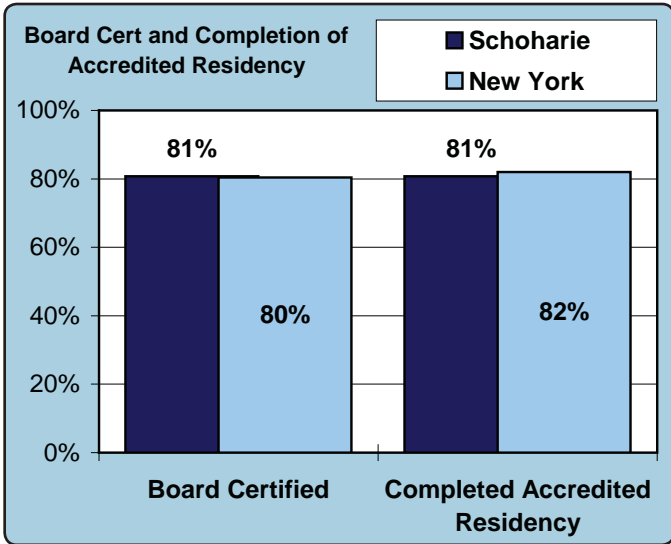 Board Cert and Completion of
Accredited Residency
Schoharie
New York
100%
80%
60%
40%
20%
0%
81%
80%
81%
82%
Board Certified
Completed Accredited
Residency